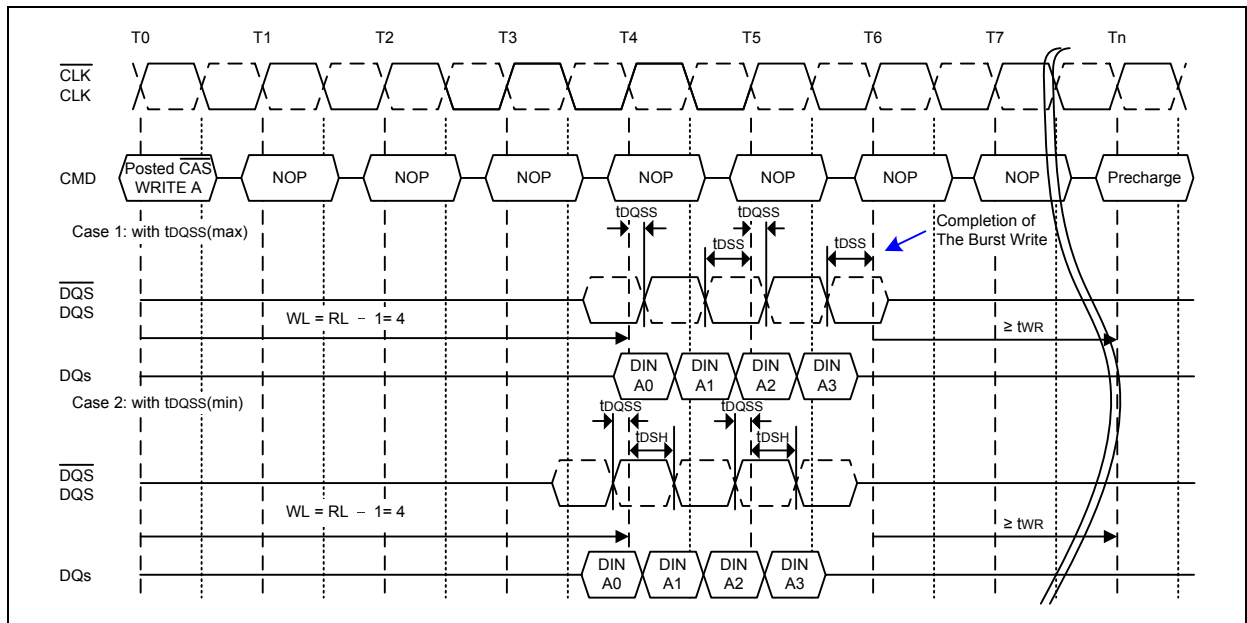 T0 T1 T2 T3 T4 T5 T6 T7 Tn
CLK
CLK
CMD
Posted CAS
WRITE A
NOP NOP NOP NOP NOP NOP NOP Precharge
tDQSS tDQSS
Case 1: with tDQSS(max)
Completion of
The Burst Write
tDSS tDSS
DQS
DQS
WL = RL – 1= 4
≥ tWR
DQs
DIN A0
DIN A1
DIN A2
DIN A3
Case 2: with tDQSS(min)
tDQSS tDQSS
tDSH tDSH
DQS
DQS
WL = RL – 1= 4
≥ tWR
DQs
DIN A0
DIN A1
DIN A2
DIN A3